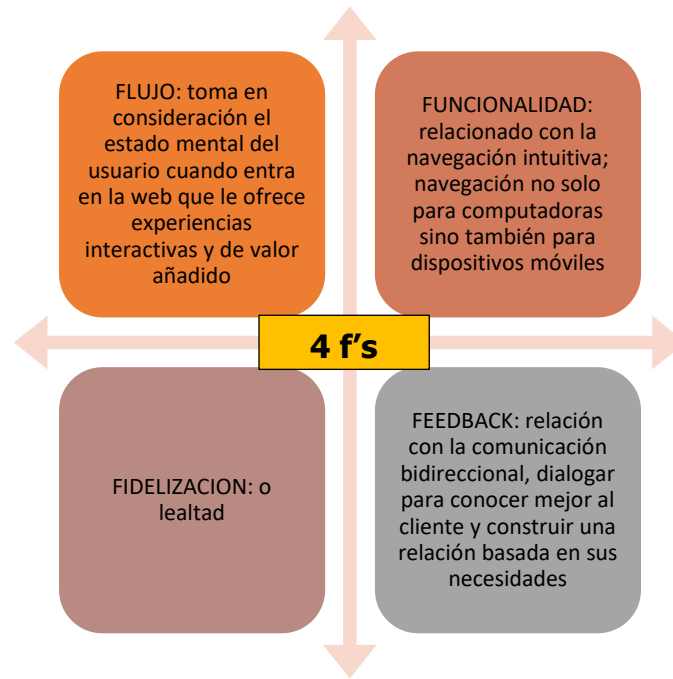 FLUJO: toma en
consideración el
estado mental del
usuario cuando entra
en la web que le ofrece
experiencias
interactivas y de valor
añadido
FUNCIONALIDAD:
relacionado con la
navegación intuitiva;
navegación no solo
para computadoras
sino también para
dispositivos móviles
4 f’s
FIDELIZACION: o
lealtad
FEEDBACK: relación
con la comunicación
bidireccional, dialogar
para conocer mejor al
cliente y construir una
relación basada en sus
necesidades